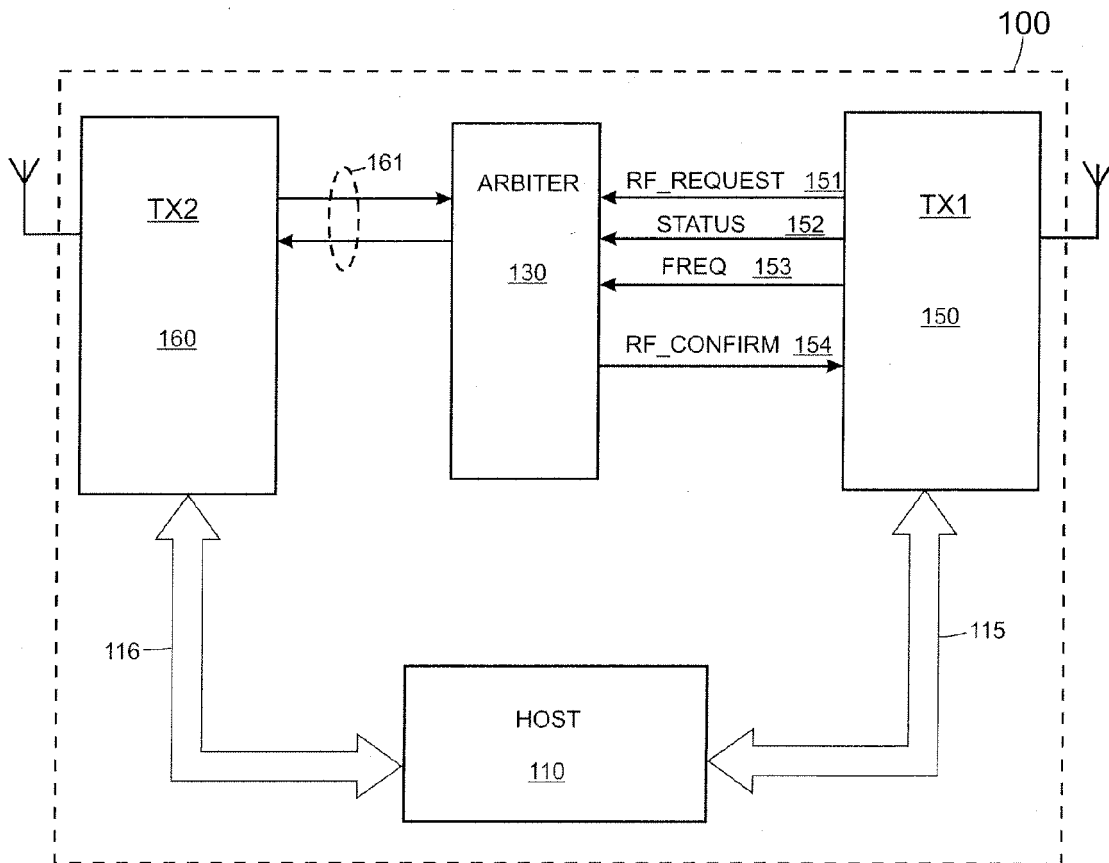 100
161
TX2
160
ARBITER
130
RF_REQUEST 151
STATUS 152
FREQ 153
RF_CONFIRM 154
TX1
150
116
115
HOST
110